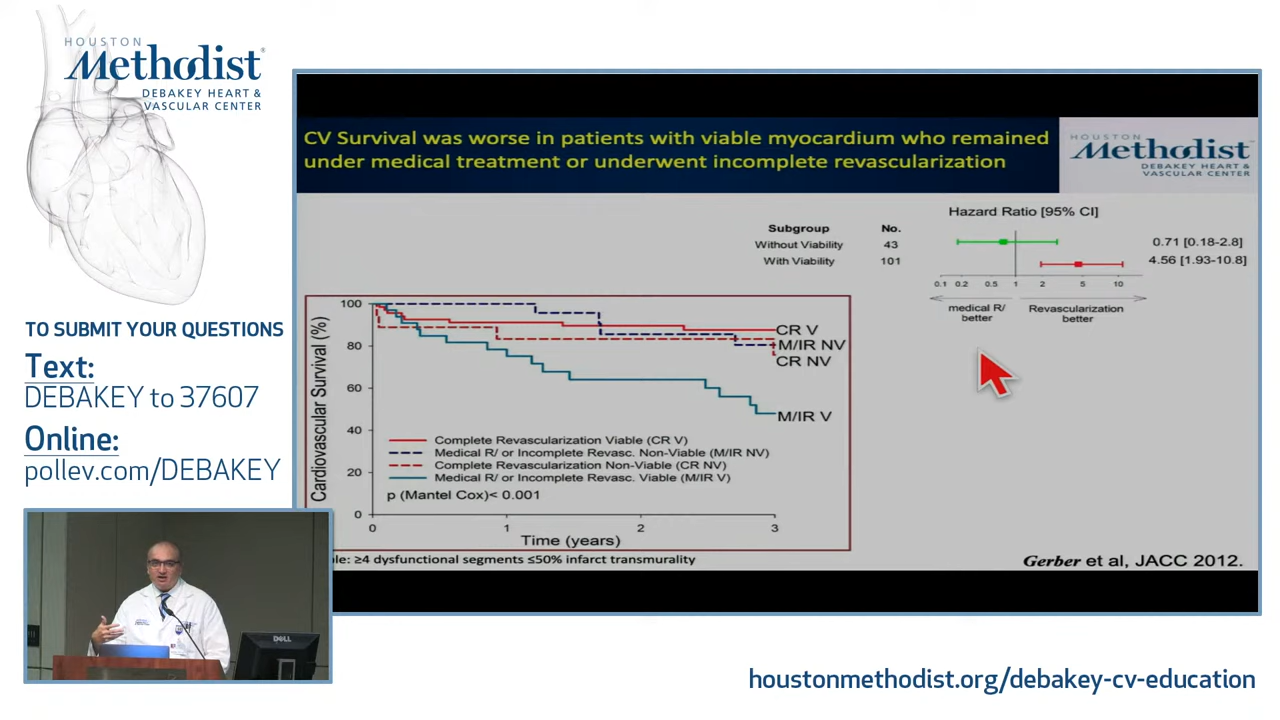 HOUSTON
Methodist®
DEBAKEY HEART &
VASCULAR CENTER
TO SUBMIT YOUR QUESTIONS
Text:
DEBAKEY to 37607
Online:
pollev.com/DEBAKEY
CV Survival was worse in patients with viable myocardium who remained
under medical treatment or underwent incomplete revascularization
HOUSTON
Methodist
DEBAKEY HEART &
VASCULAR CENTER
Hazard Ratio [95% CI]
Subgroup No.
Without Viability 43 0.71 [0.18-2.8]
With Viability 101 4.56 [1.93-10.8]
0.1 0.2 0.5 1 2 5 10
medical R/
better
Revascularization
better
Cardiovascular Survival (%)
100
80
60
40
20
0
CR V
M/IR NV
CR NV
M/IR V
Complete Revascularization Viable (CR V)
Medical R/ or Incomplete Revasc. Non-Viable (M/IR NV)
Complete Revascularization Non-Viable (CR NV)
Medical R/ or Incomplete Revasc. Viable (M/IR V)
p (Mantel Cox)< 0.001
0 1 2 3
Time (years)
≥4 dysfunctional segments ≤50% infarct transmurality
Gerber et al, JACC 2012.
DELL
houstonmethodist.org/debakey-cv-education